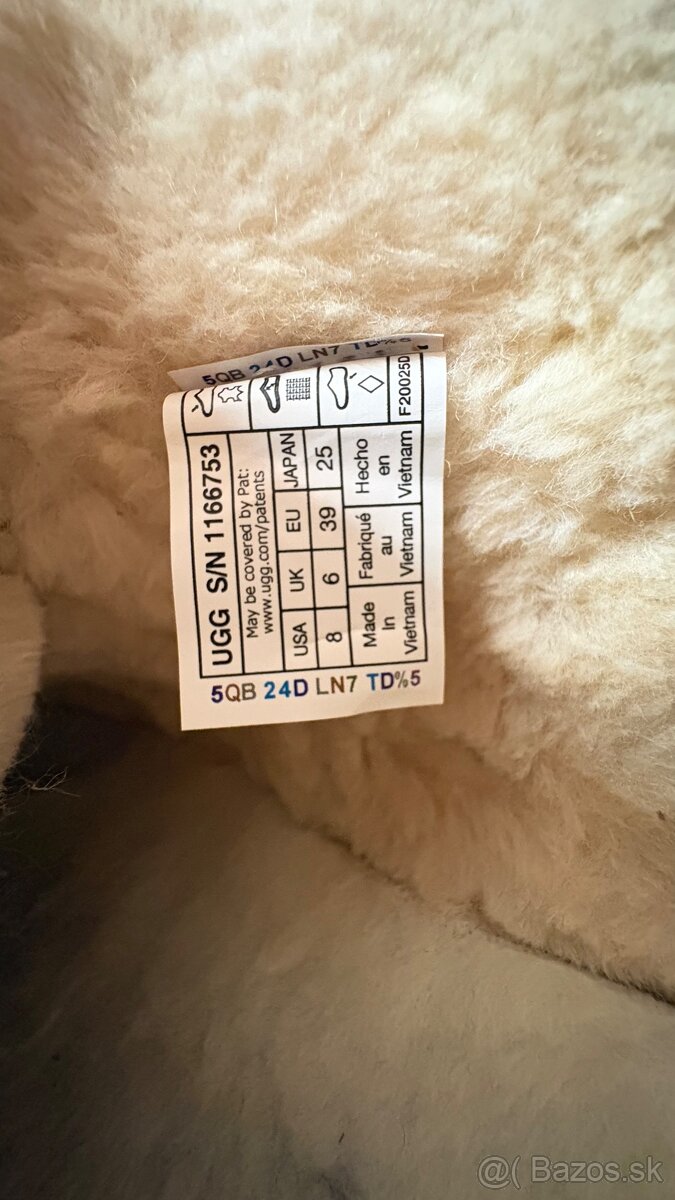 5QB 24D LN7 TD%5
UGG S/N 1166753
May be covered by Pat:
www.ugg.com/patents
USA UK EU JAPAN
8 6 39 25
Made in Vietnam
Fabriqué au Vietnam
Hecho en Vietnam
F20025D
5QB 24D LN7 TD%5
@( Bazos.sk